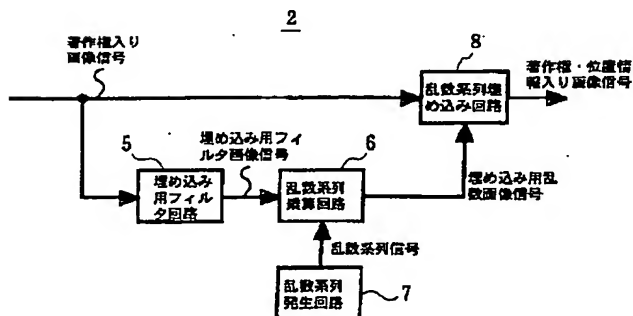 2
著作権入り
画像信号
8
乱数系列埋
め込み回路
著作権・位置情
報入り画像信号
埋め込み用フィ
ルタ画像信号
5
埋め込み
用フィル
タ回路
6
乱数系列
乗算回路
埋め込み用乱
数画像信号
乱数系列信号
乱数系列
発生回路
7